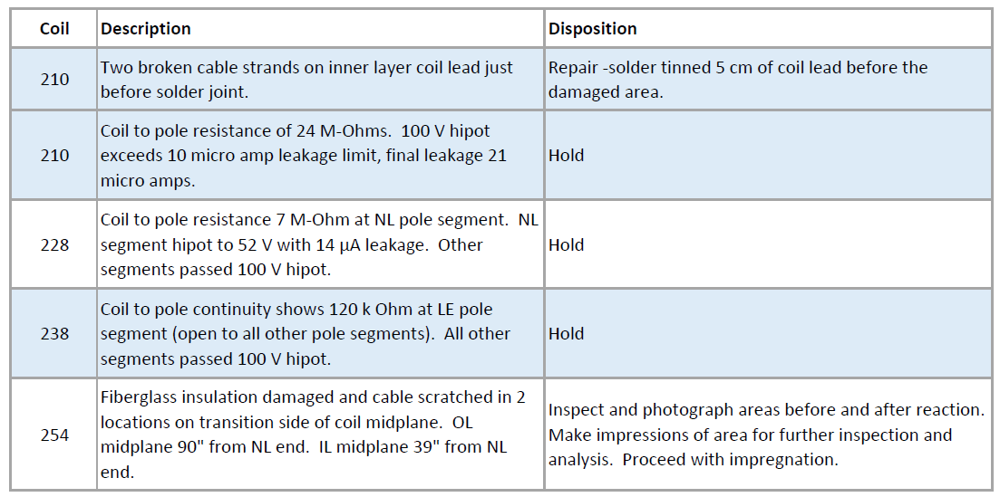 Coil Description Disposition
210
Two broken cable strands on inner layer coil lead just
before solder joint.
Repair -solder tinned 5 cm of coil lead before the
damaged area.
210
Coil to pole resistance of 24 M-Ohms.  100 V hipot
exceeds 10 micro amp leakage limit, final leakage 21
micro amps.
Hold
228
Coil to pole resistance 7 M-Ohm at NL pole segment.  NL
segment hipot to 52 V with 14 µA leakage.  Other
segments passed 100 V hipot.
Hold
238
Coil to pole continuity shows 120 k Ohm at LE pole
segment (open to all other pole segments).  All other
segments passed 100 V hipot.
Hold
254
Fiberglass insulation damaged and cable scratched in 2
locations on transition side of coil midplane.  OL
midplane 90" from NL end.  IL midplane 39" from NL
end.
Inspect and photograph areas before and after reaction.
Make impressions of area for further inspection and
analysis.  Proceed with impregnation.